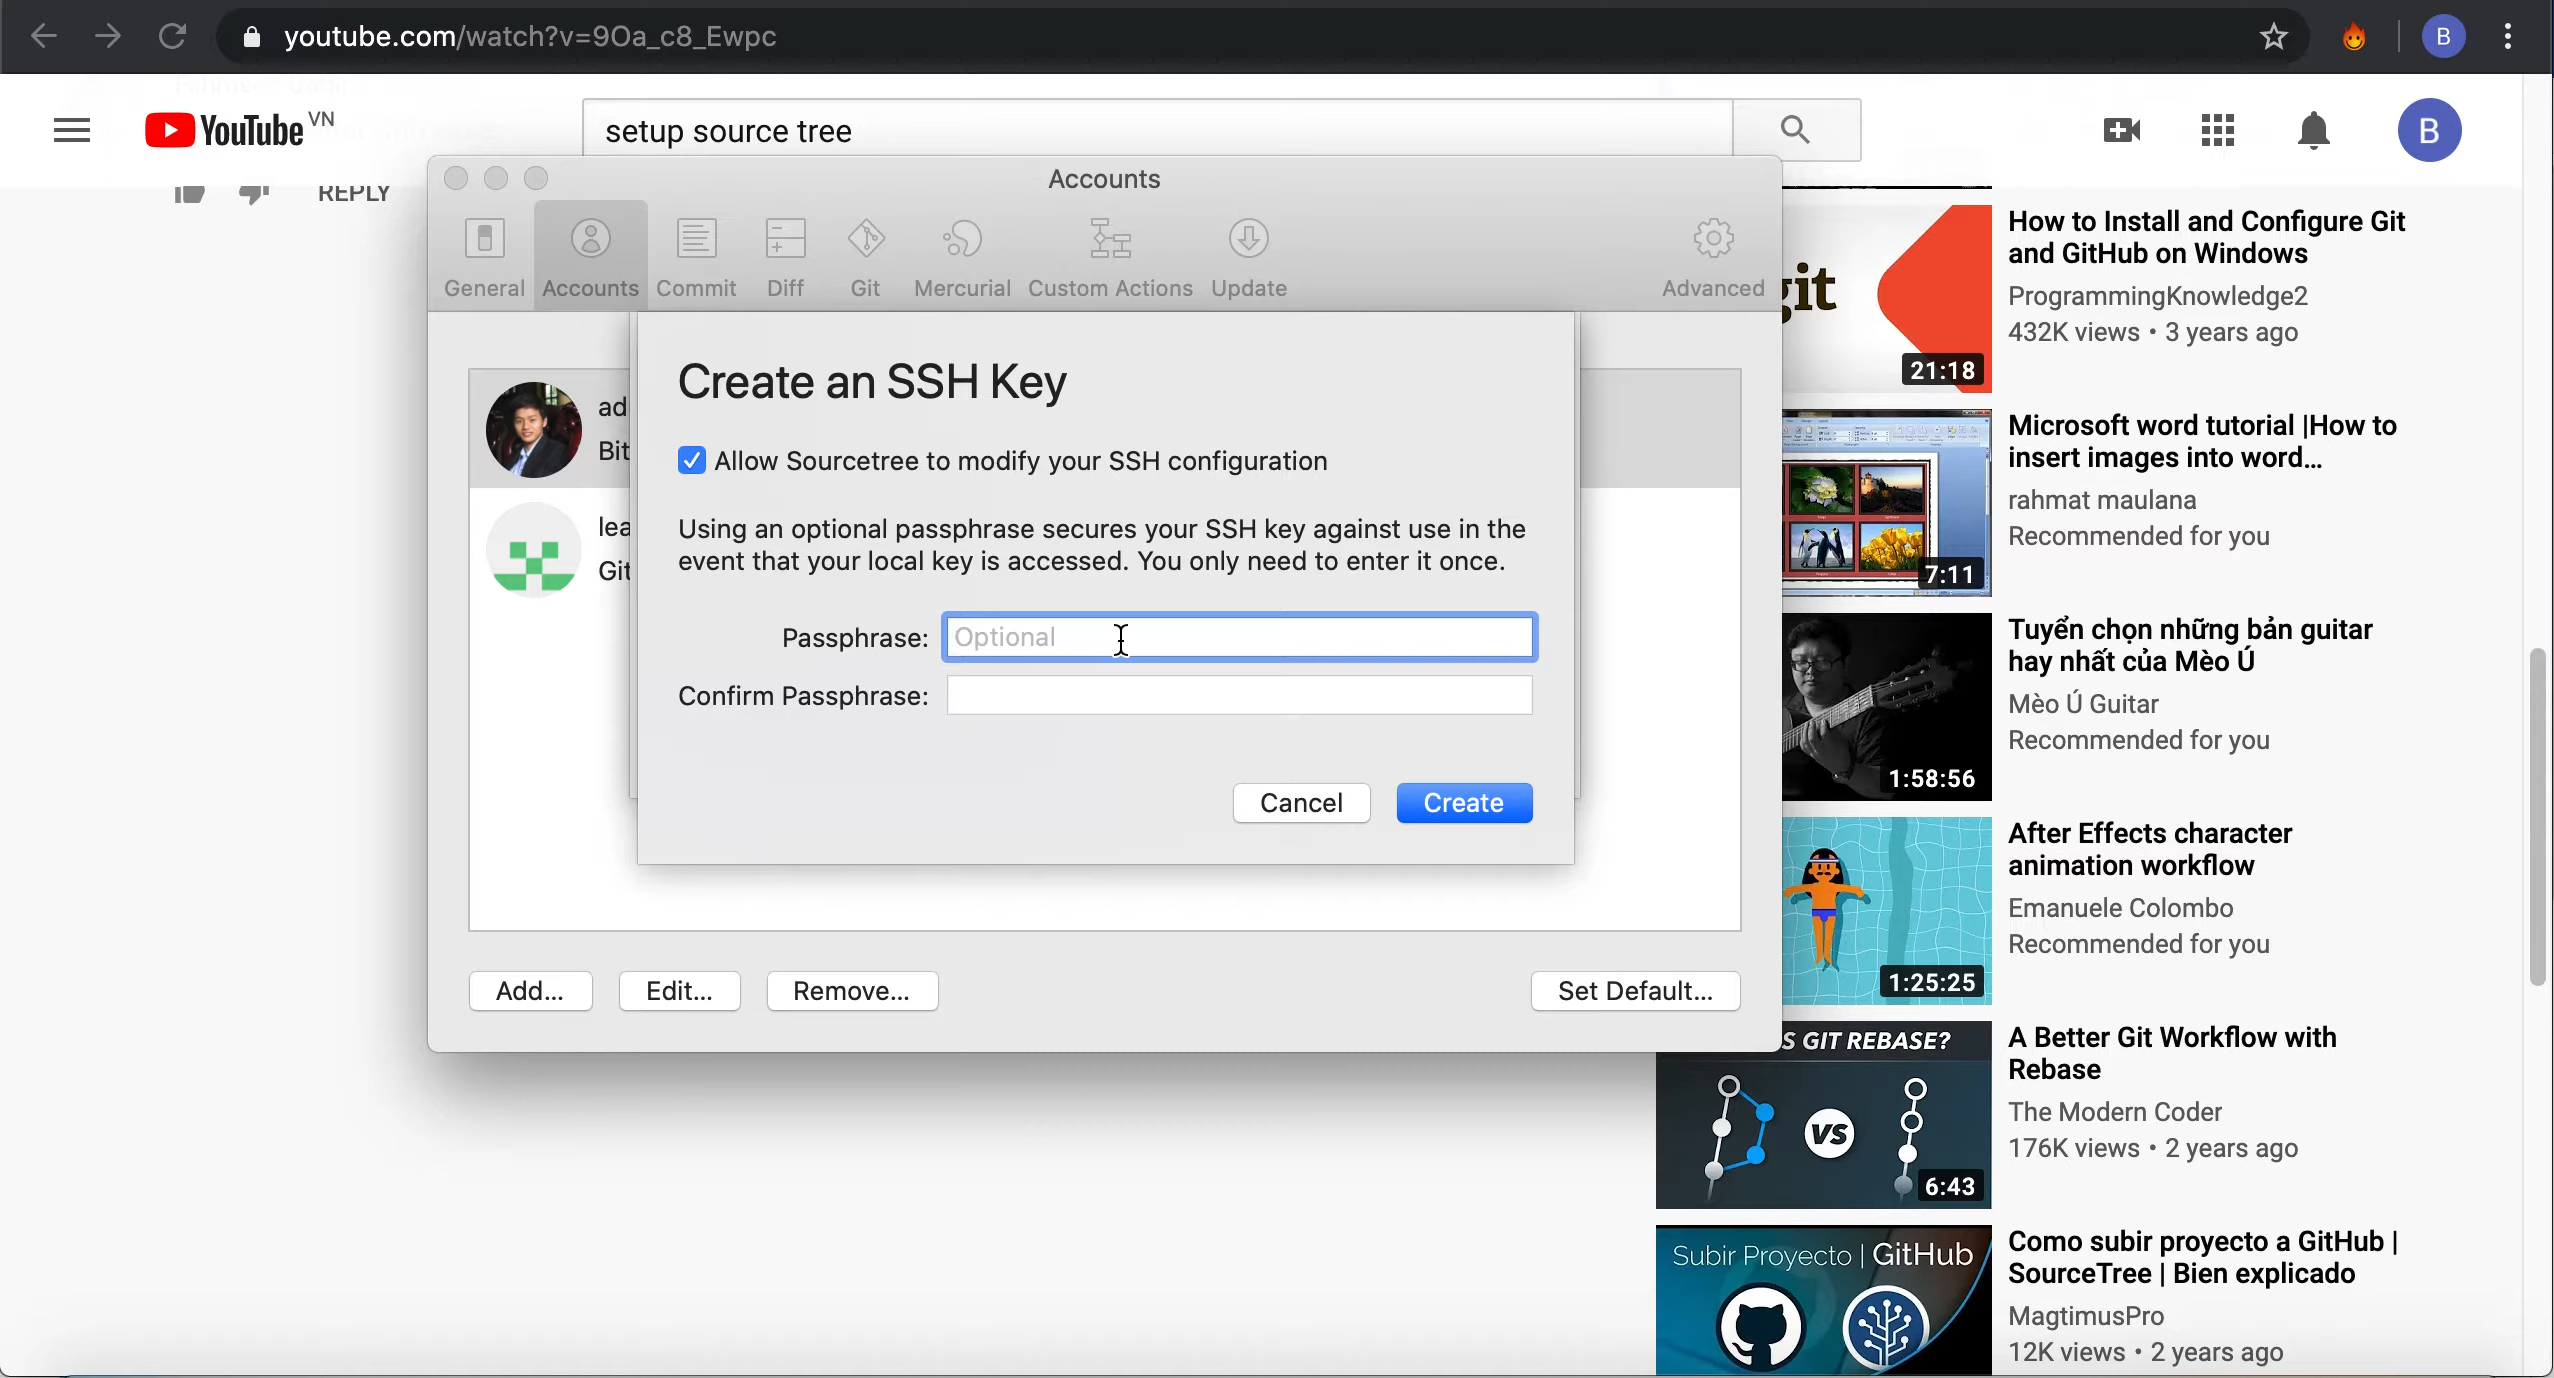 youtube.com/watch?v=9Oa_c8_Ewpc
B
YouTube VN
setup source tree
B
REPLY
Accounts
General
Accounts
Commit
Diff
Git
Mercurial
Custom Actions
Update
Advanced
Create an SSH Key
Allow Sourcetree to modify your SSH configuration
Using an optional passphrase secures your SSH key against use in the
event that your local key is accessed. You only need to enter it once.
Passphrase: Optional
Confirm Passphrase:
Cancel
Create
ad
Bit
lea
Git
Add...
Edit...
Remove...
Set Default...
git
21:18
How to Install and Configure Git
and GitHub on Windows
ProgrammingKnowledge2
432K views • 3 years ago
7:11
Microsoft word tutorial |How to
insert images into word...
rahmat maulana
Recommended for you
1:58:56
Tuyển chọn những bản guitar
hay nhất của Mèo Ú
Mèo Ú Guitar
Recommended for you
1:25:25
After Effects character
animation workflow
Emanuele Colombo
Recommended for you
S GIT REBASE?
VS
6:43
A Better Git Workflow with
Rebase
The Modern Coder
176K views • 2 years ago
Subir Proyecto | GitHub
Como subir proyecto a GitHub |
SourceTree | Bien explicado
MagtimusPro
12K views • 2 years ago